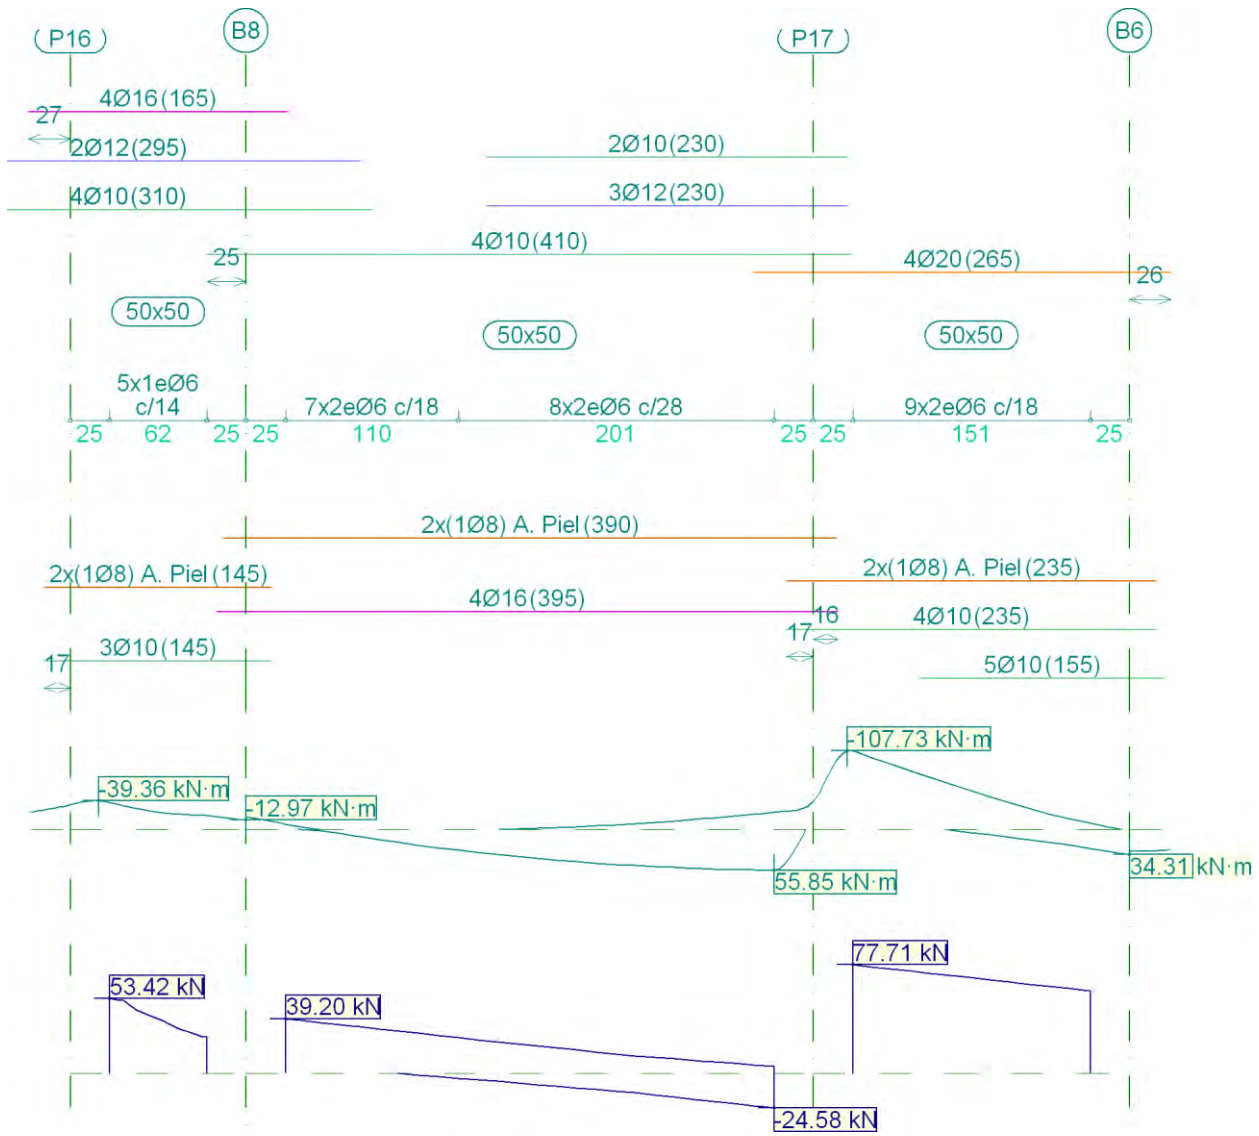 P16
B8
P17
B6
4Ø16(165)
27
2Ø12(295)
2Ø10(230)
4Ø10(310)
3Ø12(230)
4Ø10(410)
25
4Ø20(265)
26
50x50
50x50
50x50
5x1eØ6
c/14
7x2eØ6 c/18
8x2eØ6 c/28
9x2eØ6 c/18
25
62
25
25
110
201
25
25
151
25
2x(1Ø8) A. Piel(390)
2x(1Ø8) A. Piel(145)
2x(1Ø8) A. Piel(235)
4Ø16(395)
16
4Ø10(235)
17
3Ø10(145)
17
5Ø10(155)
-107.73 kN·m
-39.36 kN·m
-12.97 kN·m
55.85 kN·m
34.31 kN·m
77.71 kN
53.42 kN
39.20 kN
-24.58 kN